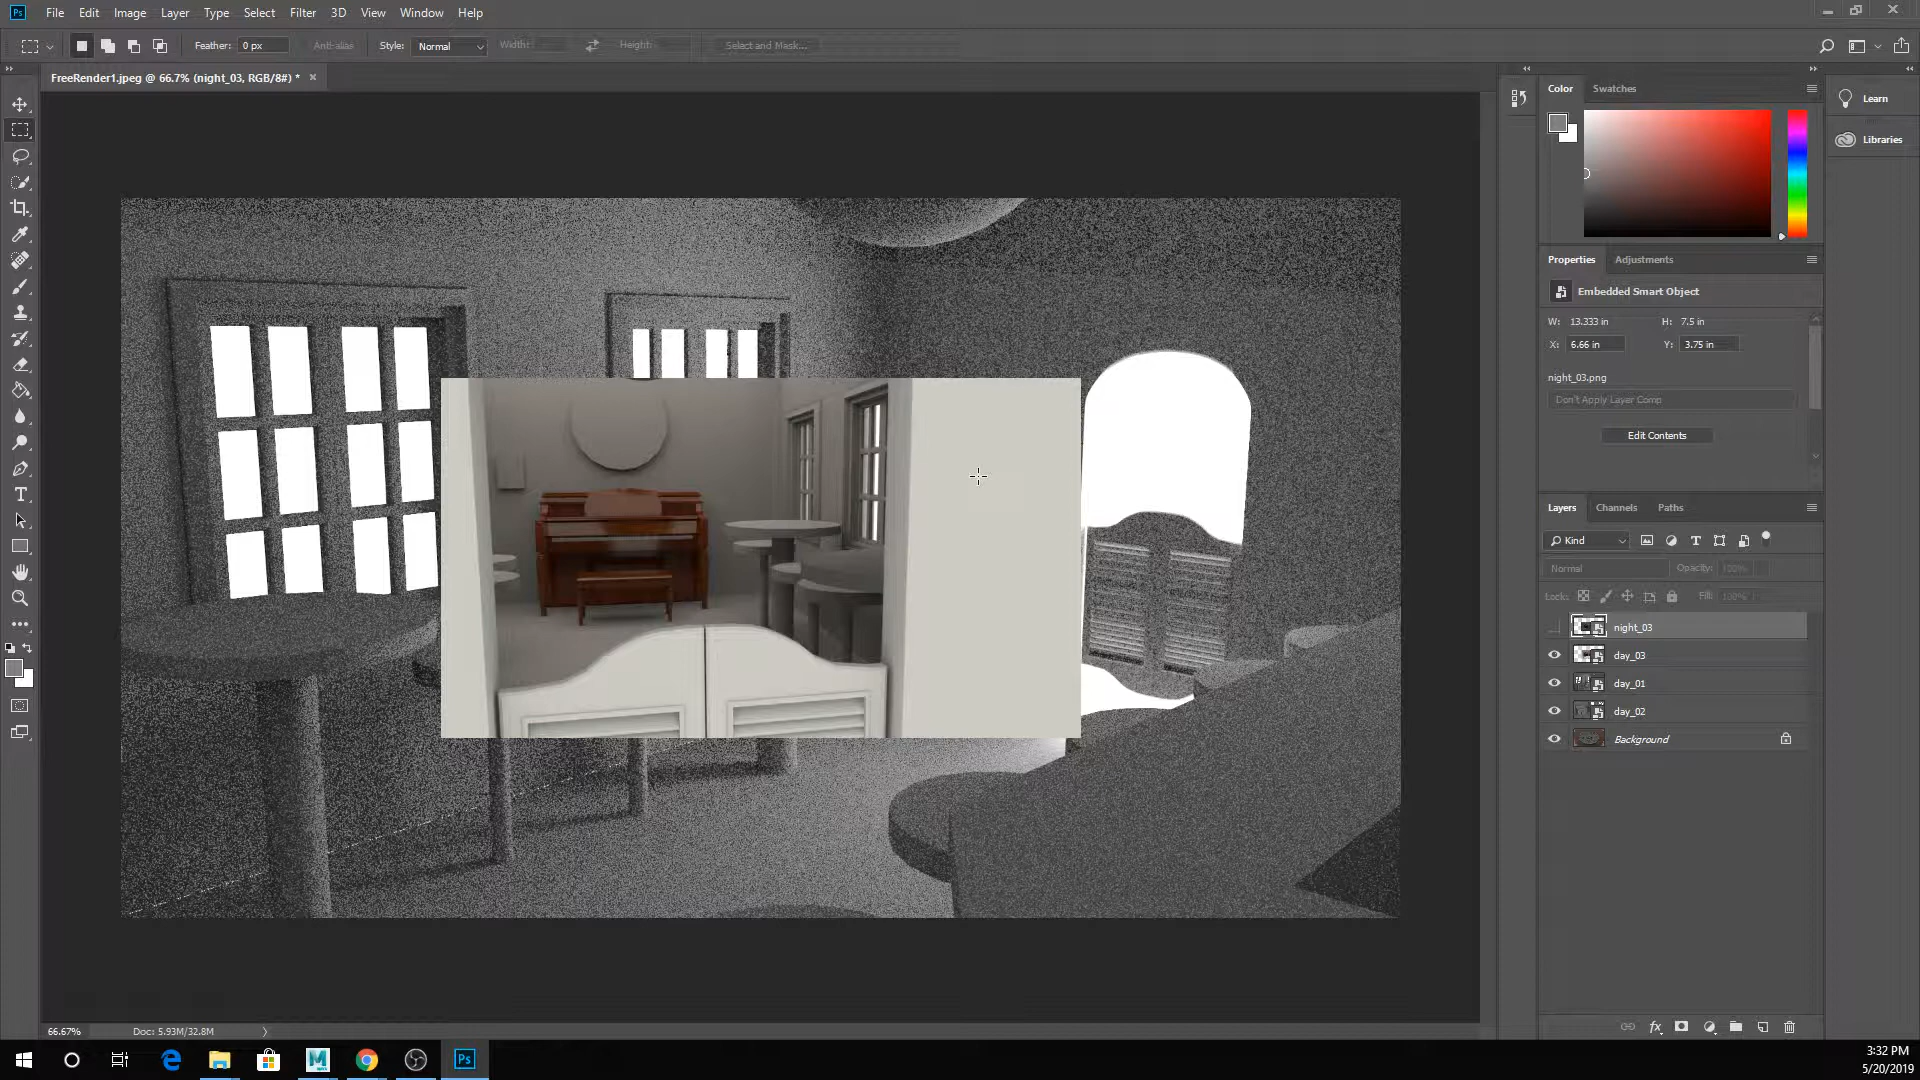 Ps File Edit Image Layer Type Select Filter 3D View Window Help
Feather: 0 px Anti-alias Style: Normal Width: Height: Select and Mask...
FreeRender1.jpeg @ 66.7% (night_03, RGB/8#) *
Color Swatches
Learn
Libraries
Properties Adjustments
Embedded Smart Object
W: 13.333 in H: 7.5 in
X: 6.66 in Y: 3.75 in
night_03.png
Don't Apply Layer Comp
Edit Contents
Layers Channels Paths
Kind
Normal Opacity: 100%
Lock: Fill: 100%
night_03
day_03
day_01
day_02
Background
66.67% Doc: 5.93M/32.8M
Ps
3:32 PM
5/20/2019